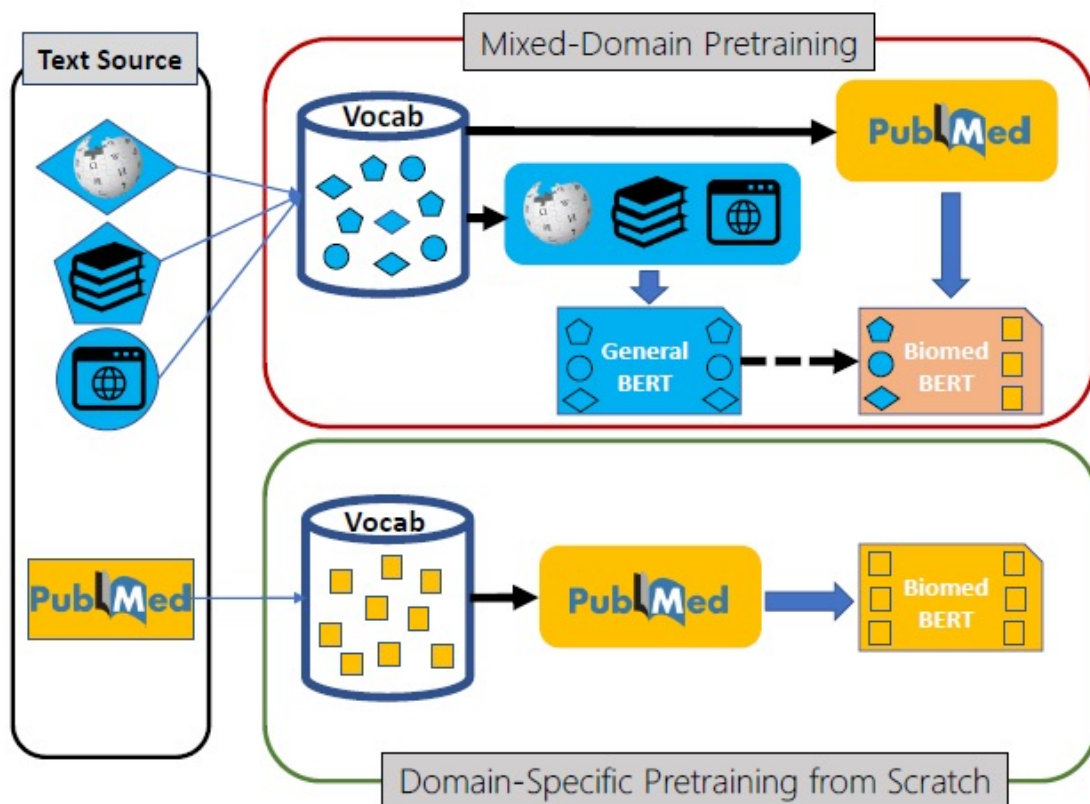 Text Source
Mixed-Domain Pretraining
Vocab
PubMed
General
BERT
Biomed
BERT
Vocab
PubMed
PubMed
Biomed
BERT
Domain-Specific Pretraining from Scratch